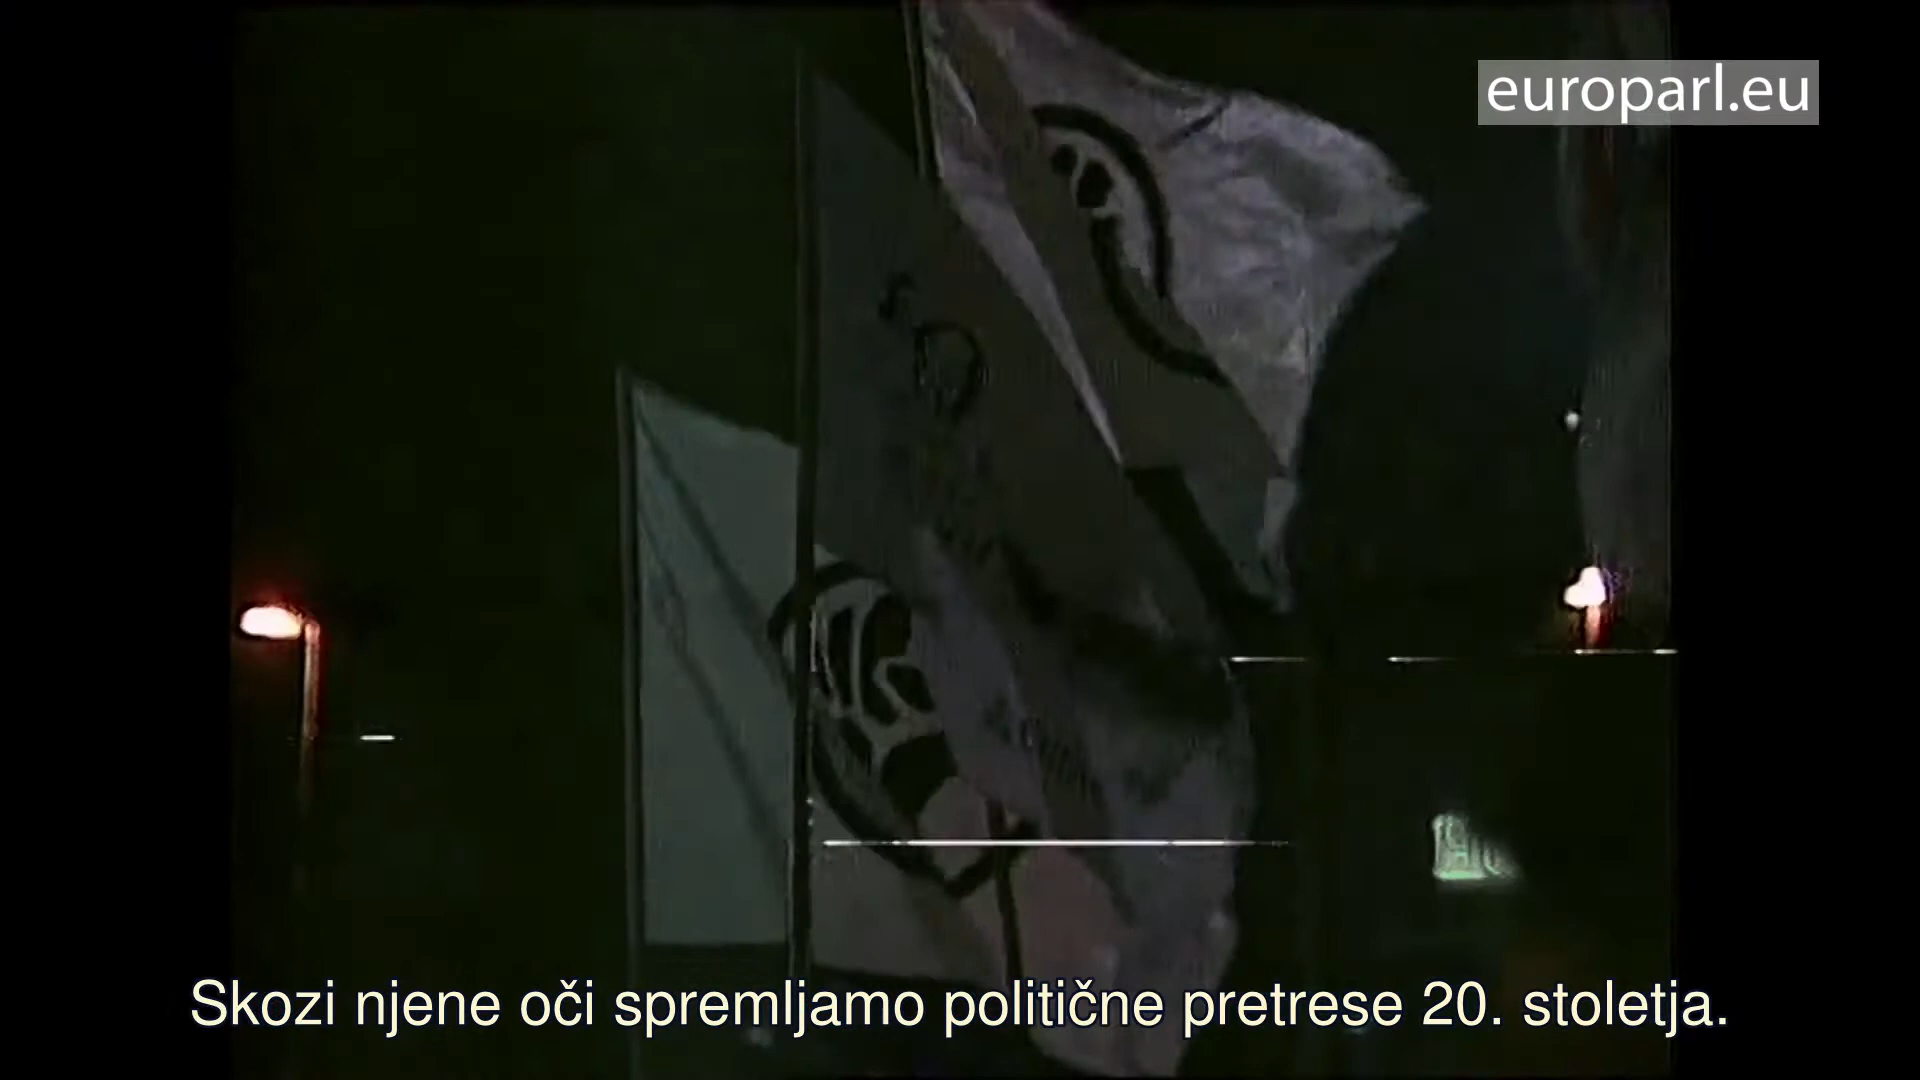 europarl.eu
Skozi njene oči spremljamo politične pretrese 20. stoletja.